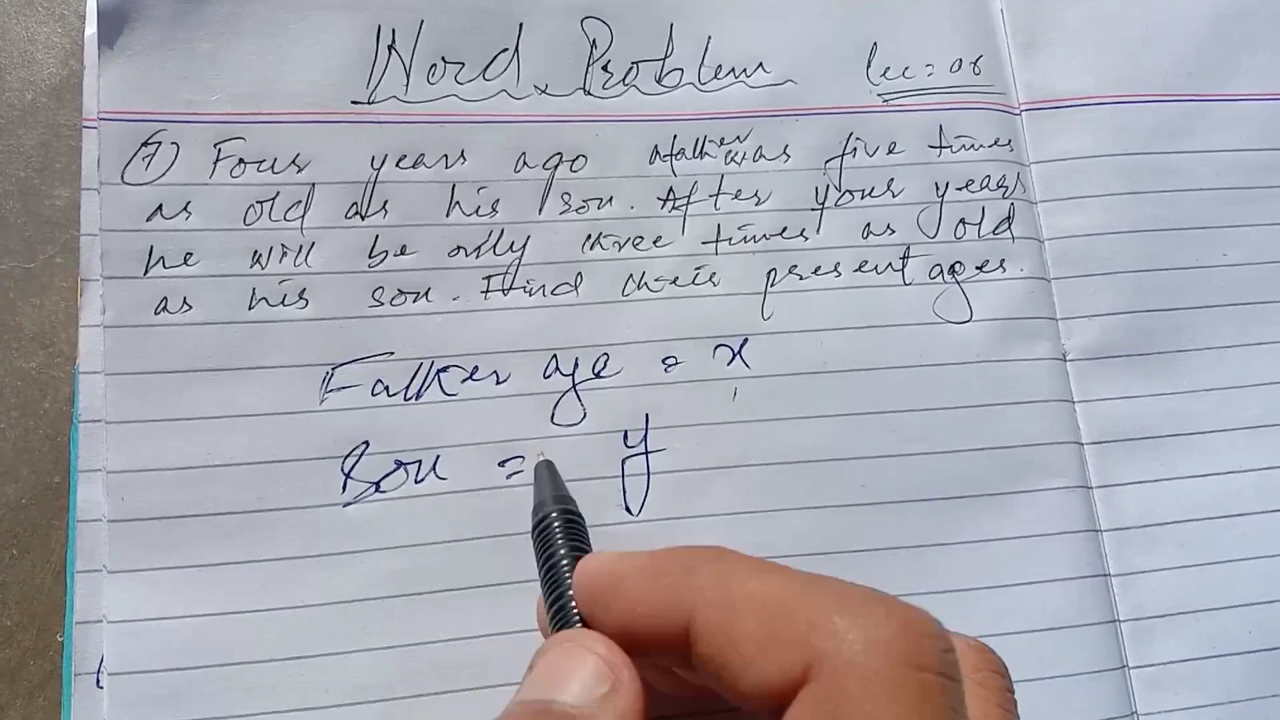 Word Problem lec = 08
(7) Four years ago a father was five times
as old as his son. After four years
he will be only three times as old
as his son. Find their present ages.
Father age = x
Son = y